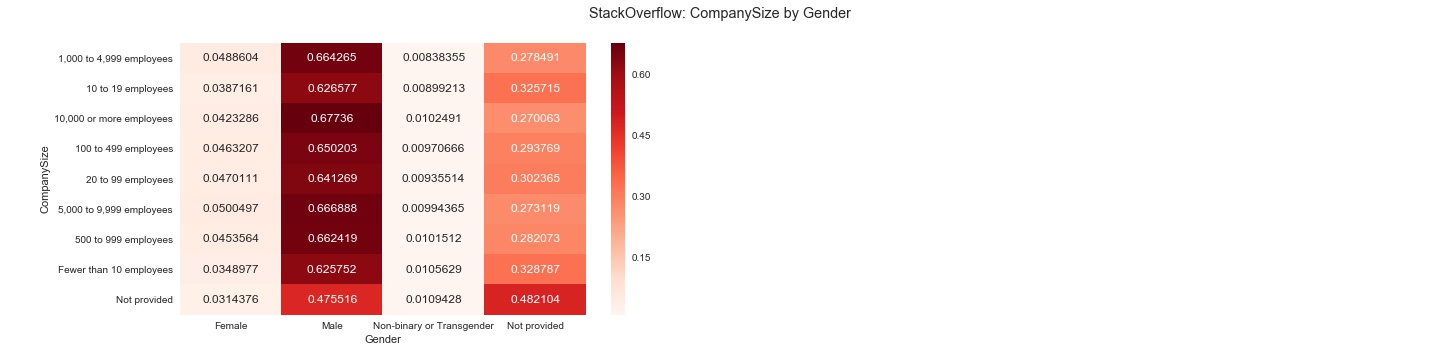 StackOverflow: CompanySize by Gender
CompanySize
1,000 to 4,999 employees 0.0488604 0.664265 0.00838355 0.278491
10 to 19 employees 0.0387161 0.626577 0.00899213 0.325715
10,000 or more employees 0.0423286 0.67736 0.0102491 0.270063
100 to 499 employees 0.0463207 0.650203 0.00970666 0.293769
20 to 99 employees 0.0470111 0.641269 0.00935514 0.302365
5,000 to 9,999 employees 0.0500497 0.666888 0.00994365 0.273119
500 to 999 employees 0.0453564 0.662419 0.0101512 0.282073
Fewer than 10 employees 0.0348977 0.625752 0.0105629 0.328787
Not provided 0.0314376 0.475516 0.0109428 0.482104
Female Male Non-binary or Transgender Not provided
Gender
0.60
0.45
0.30
0.15